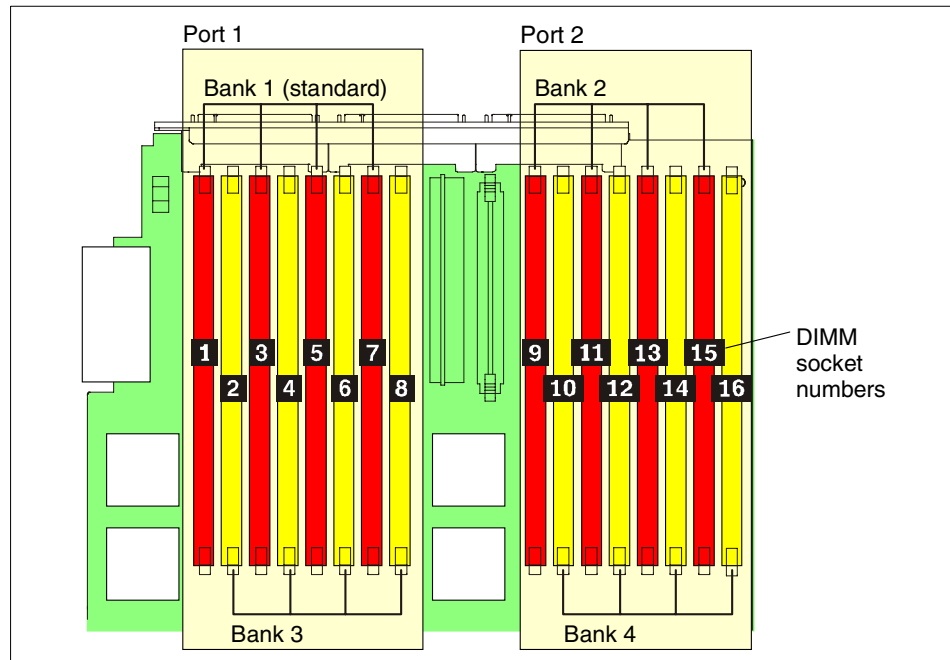 Port 1
Port 2
Bank 1 (standard)
Bank 2
1
3
5
7
9
11
13
15
2
4
6
8
10
12
14
16
DIMM
socket
numbers
Bank 3
Bank 4